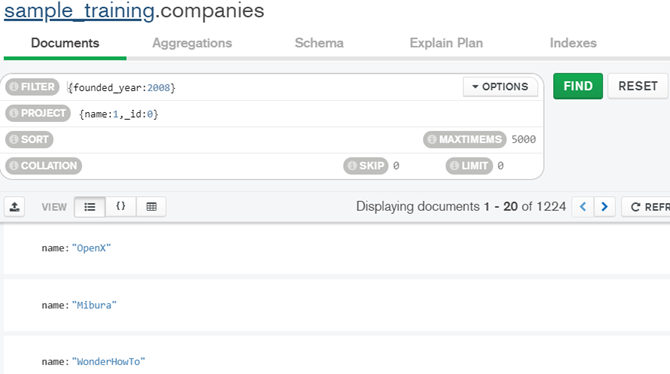 sample_training.companies
Documents Aggregations Schema Explain Plan Indexes
FILTER {founded_year:2008} OPTIONS FIND RESET
PROJECT {name:1,_id:0}
SORT MAXTIMEMS 5000
COLLATION SKIP 0 LIMIT 0
VIEW {} Displaying documents 1 - 20 of 1224 < > REFR
name:"OpenX"
name:"Mibura"
name:"WonderHowTo"